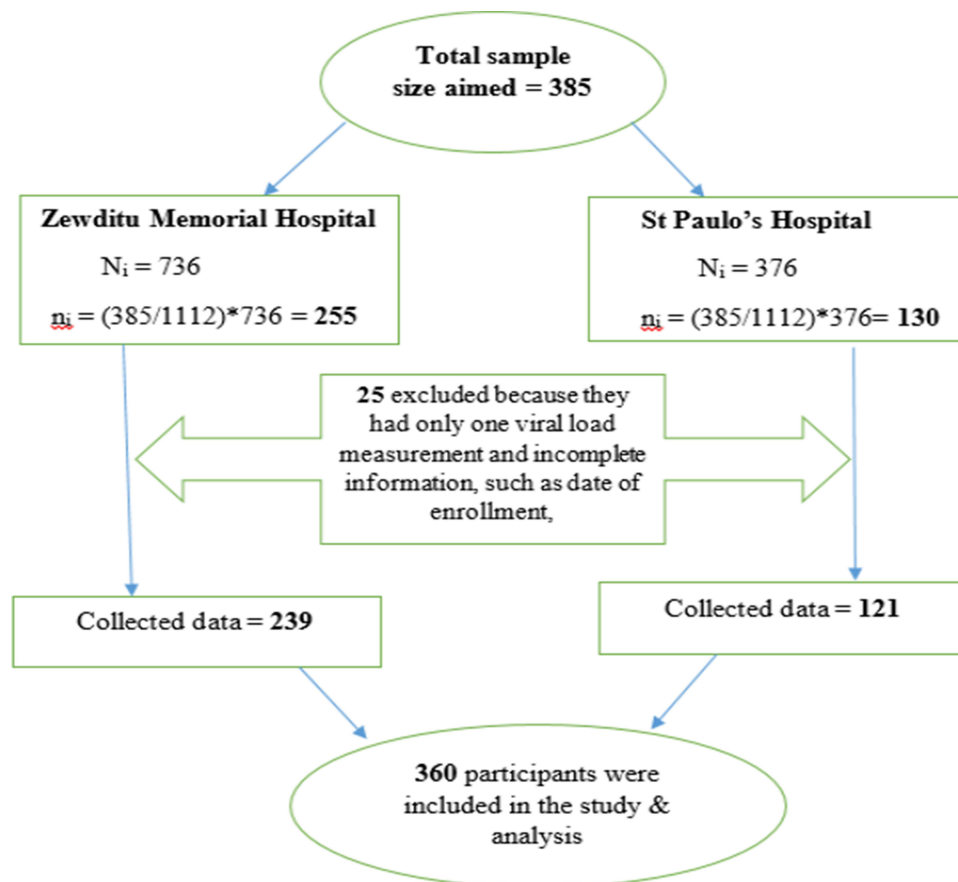 Total sample
size aimed = 385
Zewditu Memorial Hospital
Nᵢ = 736
nᵢ = (385/1112)*736 = 255
St Paulo’s Hospital
Nᵢ = 376
nᵢ = (385/1112)*376= 130
25 excluded because they
had only one viral load
measurement and incomplete
information, such as date of
enrollment,
Collected data = 239
Collected data = 121
360 participants were
included in the study &
analysis